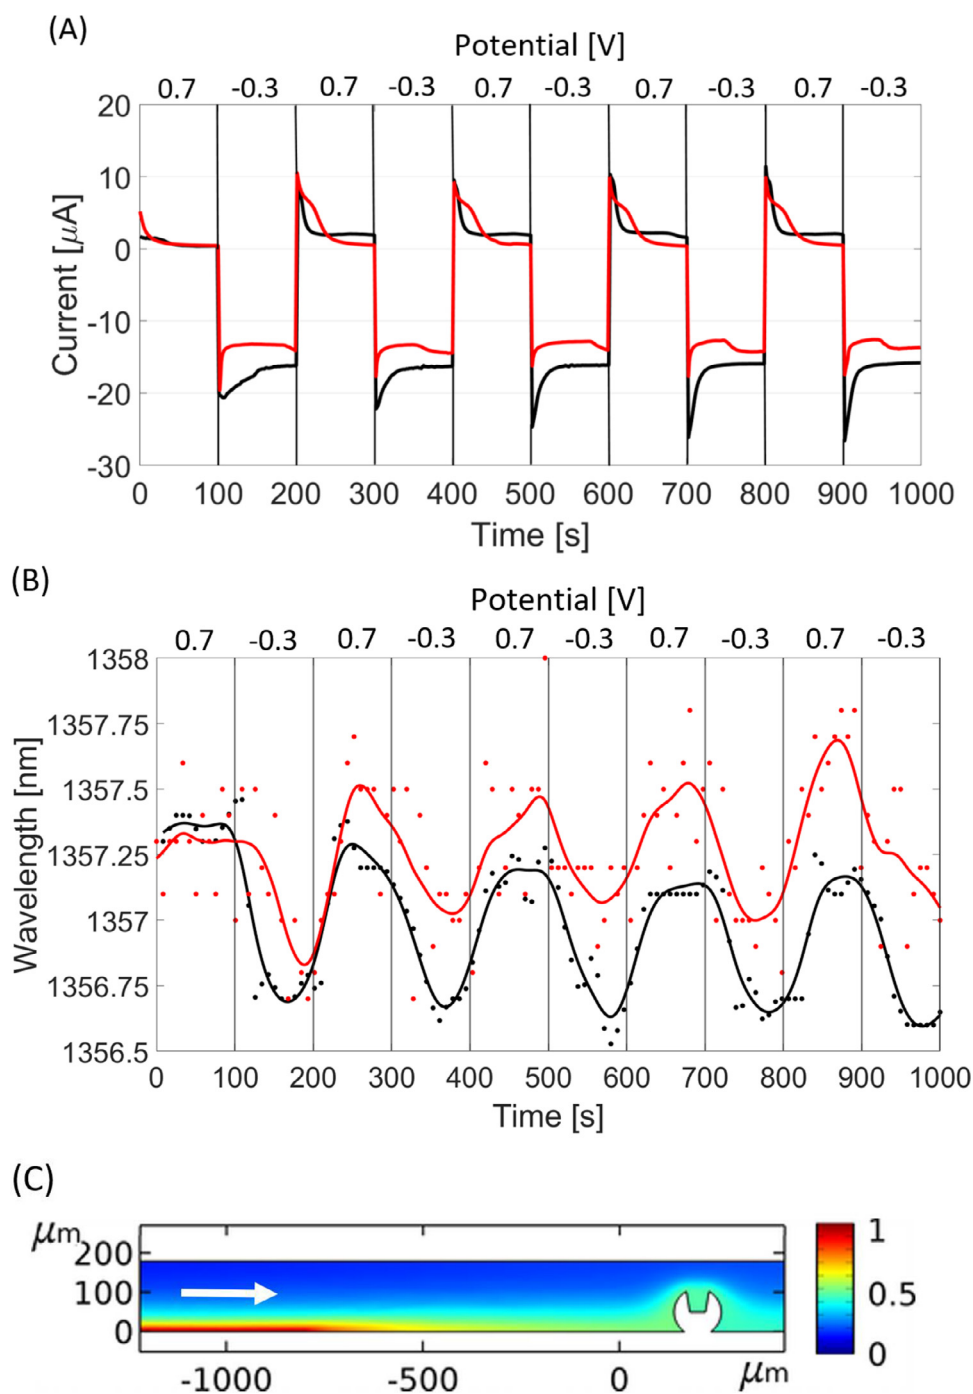 (A)
Potential [V]
0.7 -0.3 0.7 -0.3 0.7 -0.3 0.7 -0.3 0.7 -0.3
20
10
0
-10
-20
-30
Current [μA]
0 100 200 300 400 500 600 700 800 900 1000
Time [s]
(B)
Potential [V]
0.7 -0.3 0.7 -0.3 0.7 -0.3 0.7 -0.3 0.7 -0.3
1358
1357.75
1357.5
1357.25
1357
1356.75
1356.5
Wavelength [nm]
0 100 200 300 400 500 600 700 800 900 1000
Time [s]
(C)
μm
200
100
0
-1000 -500 0 μm
1
0.5
0